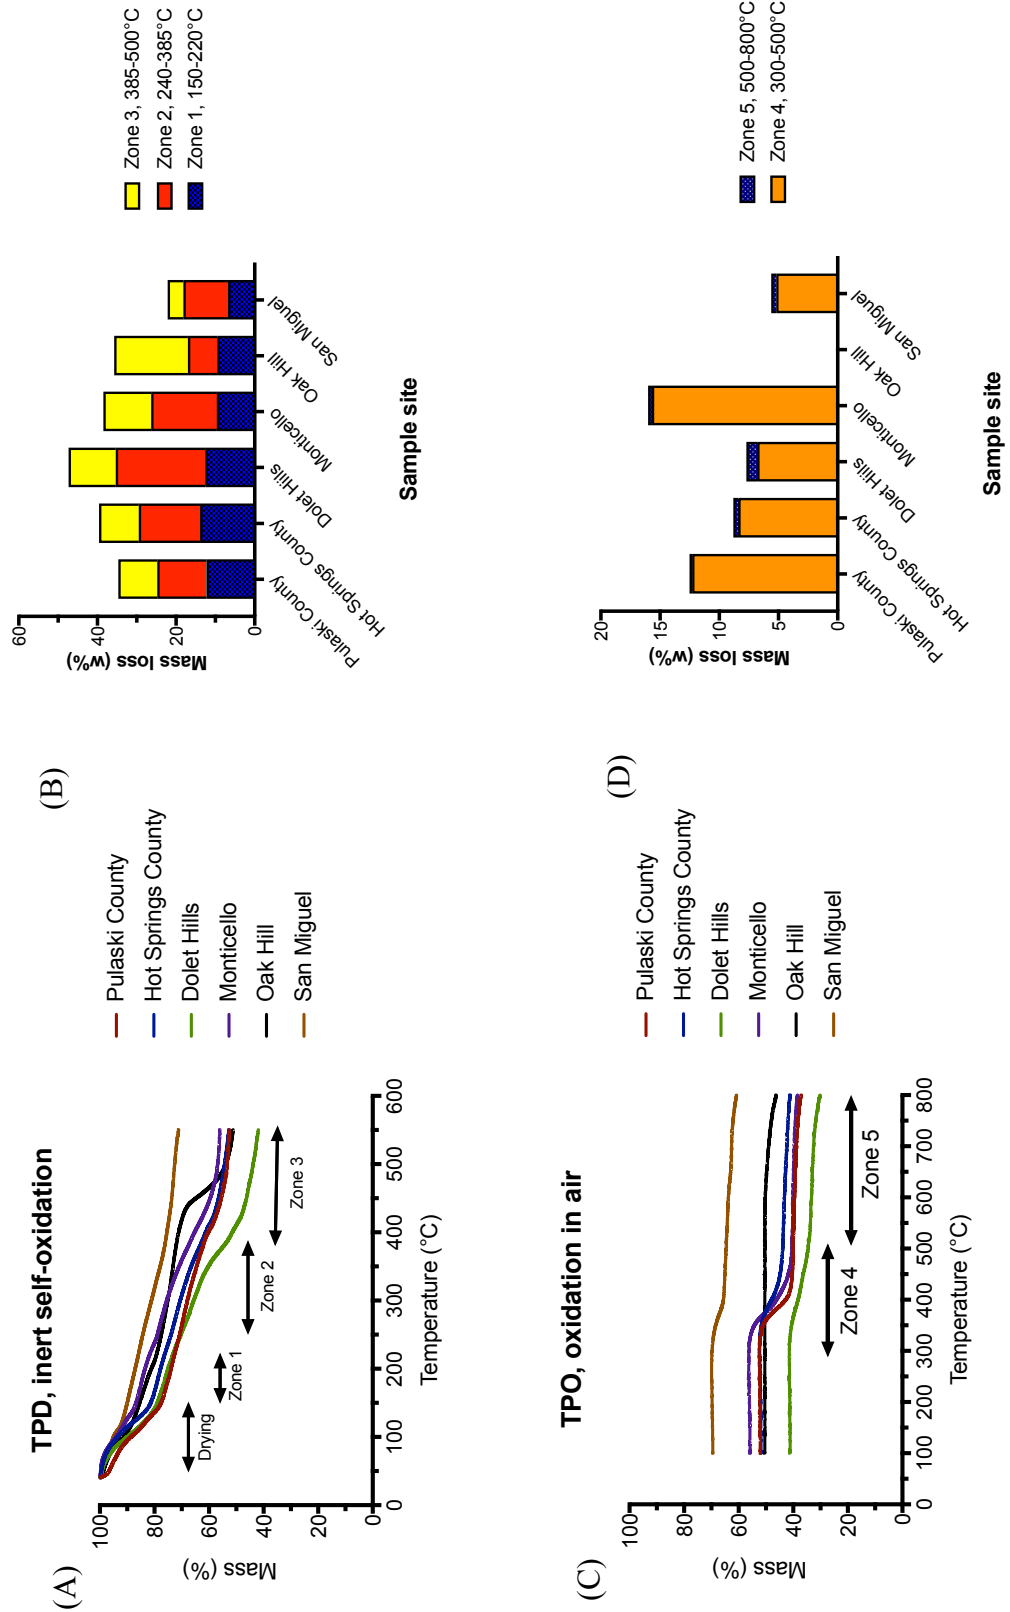 (A)
TPD, inert self-oxidation
Mass (%)
100
80
60
40
20
0
0
100
200
300
400
500
600
Temperature (°C)
Drying
Zone 1
Zone 2
Zone 3
Pulaski County
Hot Springs County
Dolet Hills
Monticello
Oak Hill
San Miguel
(B)
Mass loss (w%)
60
40
20
0
Pulaski County
Hot Springs County
Dolet Hills
Monticello
Oak Hill
San Miguel
Sample site
Zone 3, 385-500°C
Zone 2, 240-385°C
Zone 1, 150-220°C
(C)
TPO, oxidation in air
Mass (%)
100
80
60
40
20
0
0
100
200
300
400
500
600
700
800
Temperature (°C)
Zone 4
Zone 5
Pulaski County
Hot Springs County
Dolet Hills
Monticello
Oak Hill
San Miguel
(D)
Mass loss (w%)
20
15
10
5
0
Pulaski County
Hot Springs County
Dolet Hills
Monticello
Oak Hill
San Miguel
Sample site
Zone 5, 500-800°C
Zone 4, 300-500°C